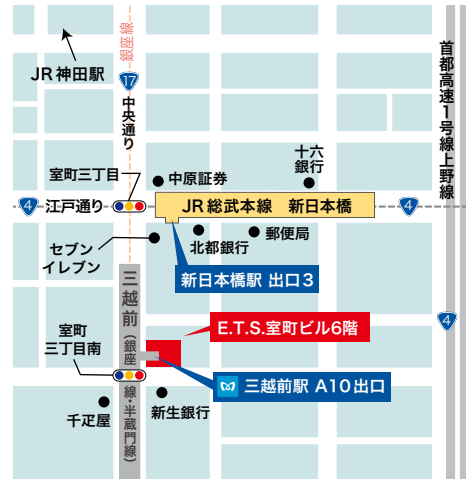 JR神田駅
銀座線
17
中央通り
首都高速1号線上野線
室町三丁目
中原証券
十六
銀行
4
江戸通り
JR総武本線 新日本橋
4
セブン
イレブン
北都銀行
郵便局
新日本橋駅 出口3
三越前(銀座線・半蔵門線)
E.T.S.室町ビル6階
4
室町
三丁目南
三越前駅 A10出口
千疋屋
新生銀行